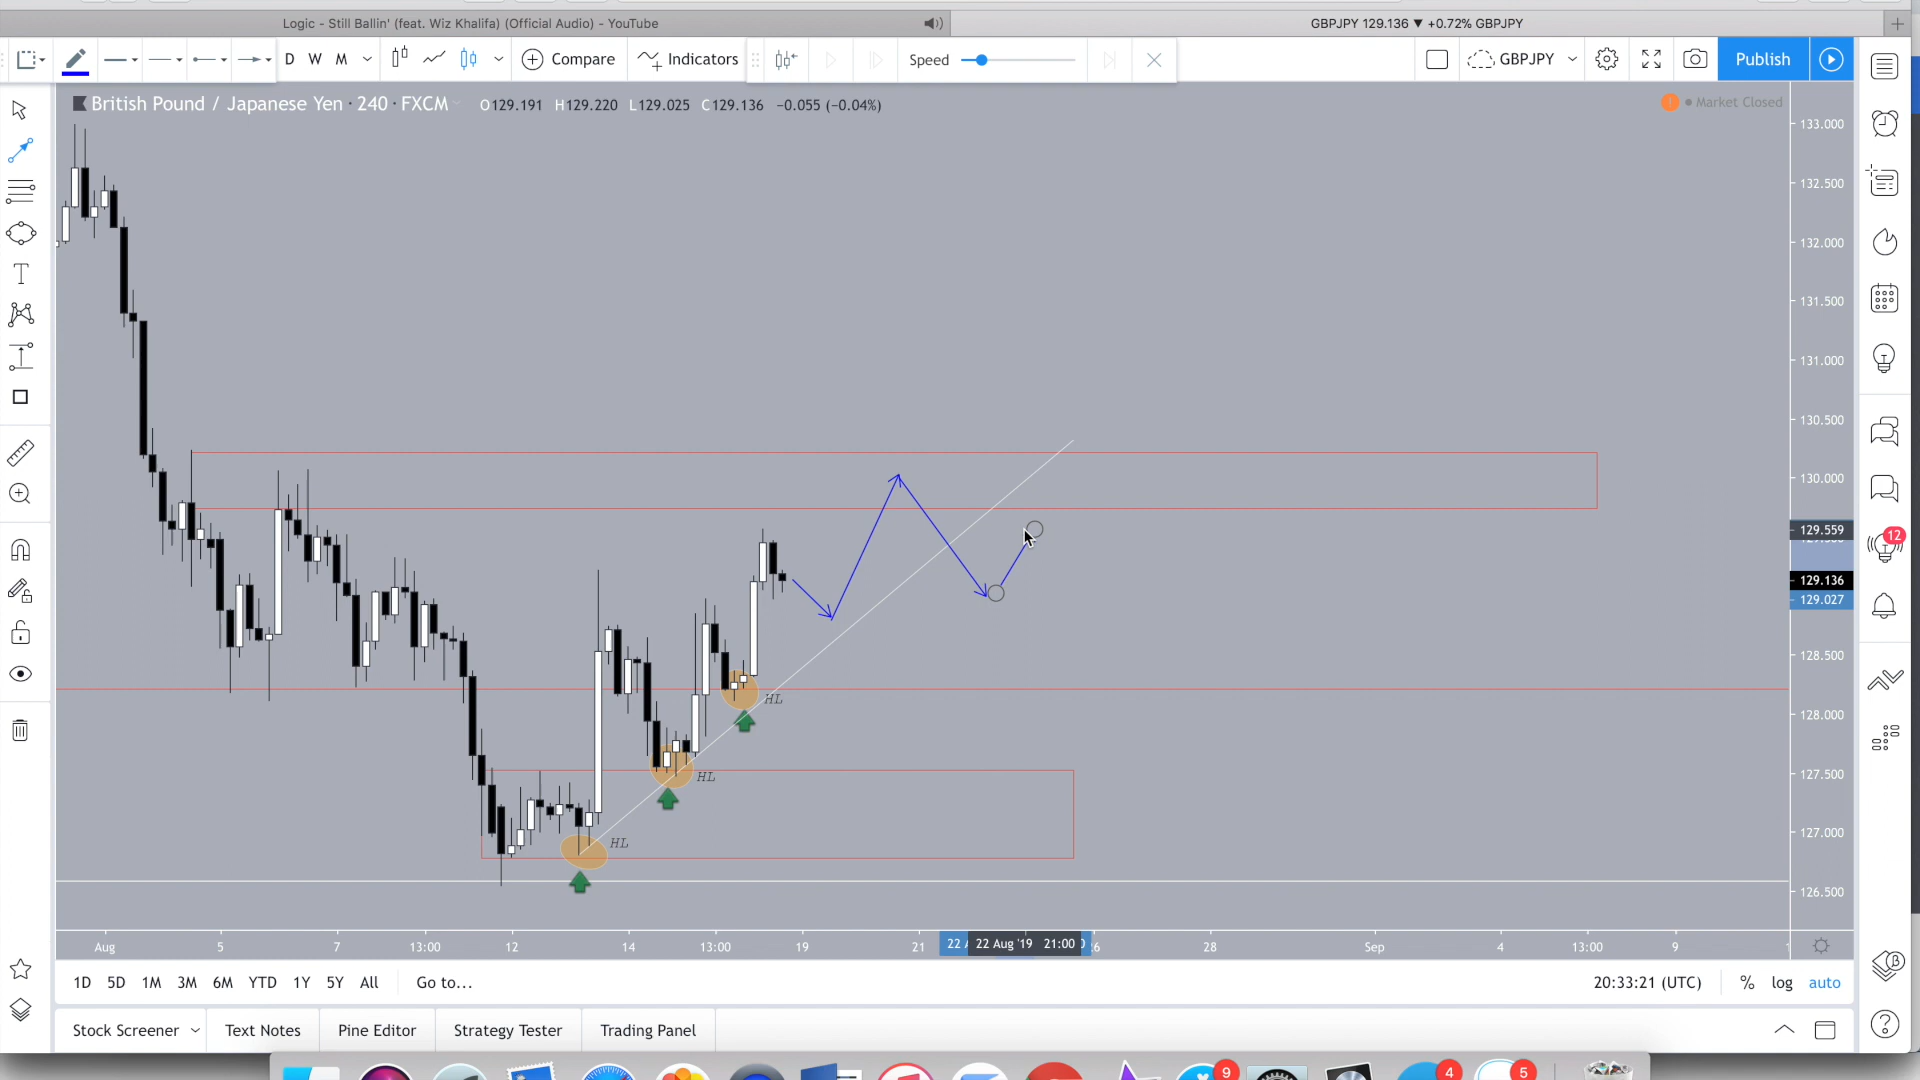 Logic - Still Ballin' (feat. Wiz Khalifa) (Official Audio) - YouTube
GBPJPY 129.136 ▼ +0.72% GBPJPY
D W M Compare Indicators Speed GBPJPY Publish
British Pound / Japanese Yen · 240 · FXCM O129.191 H129.220 L129.025 C129.136 −0.055 (−0.04%)
Market Closed
133.000
132.500
132.000
131.500
131.000
130.500
130.000
129.559
129.136
129.027
128.500
128.000
127.500
127.000
126.500
HL
HL
HL
12
Aug 5 7 13:00 12 14 13:00 19 21 22 Aug '19 21:00 28 Sep 4 13:00 9
1D 5D 1M 3M 6M YTD 1Y 5Y All Go to... 20:33:21 (UTC) % log auto
Stock Screener Text Notes Pine Editor Strategy Tester Trading Panel
9 4 5